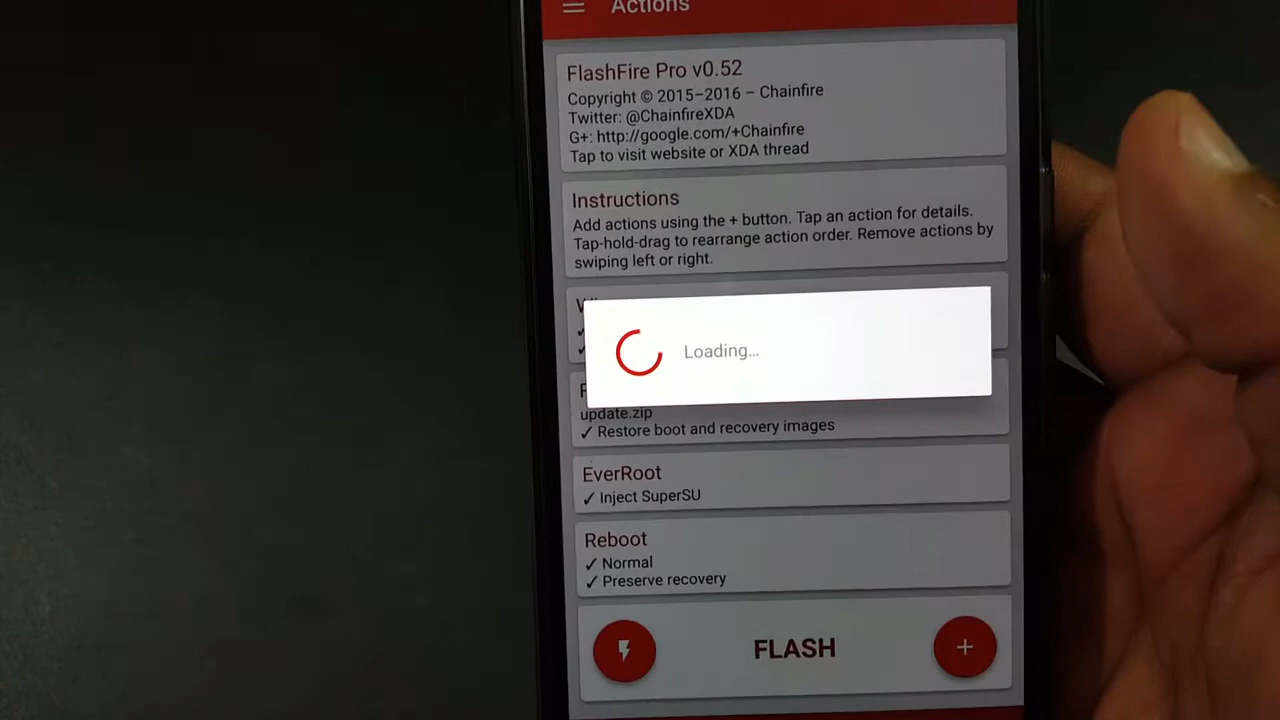 Actions
FlashFire Pro v0.52
Copyright © 2015–2016 – Chainfire
Twitter: @ChainfireXDA
G+: http://google.com/+Chainfire
Tap to visit website or XDA thread
Instructions
Add actions using the + button. Tap an action for details.
Tap-hold-drag to rearrange action order. Remove actions by
swiping left or right.
Loading...
update.zip
✓ Restore boot and recovery images
EverRoot
✓ Inject SuperSU
Reboot
✓ Normal
✓ Preserve recovery
FLASH